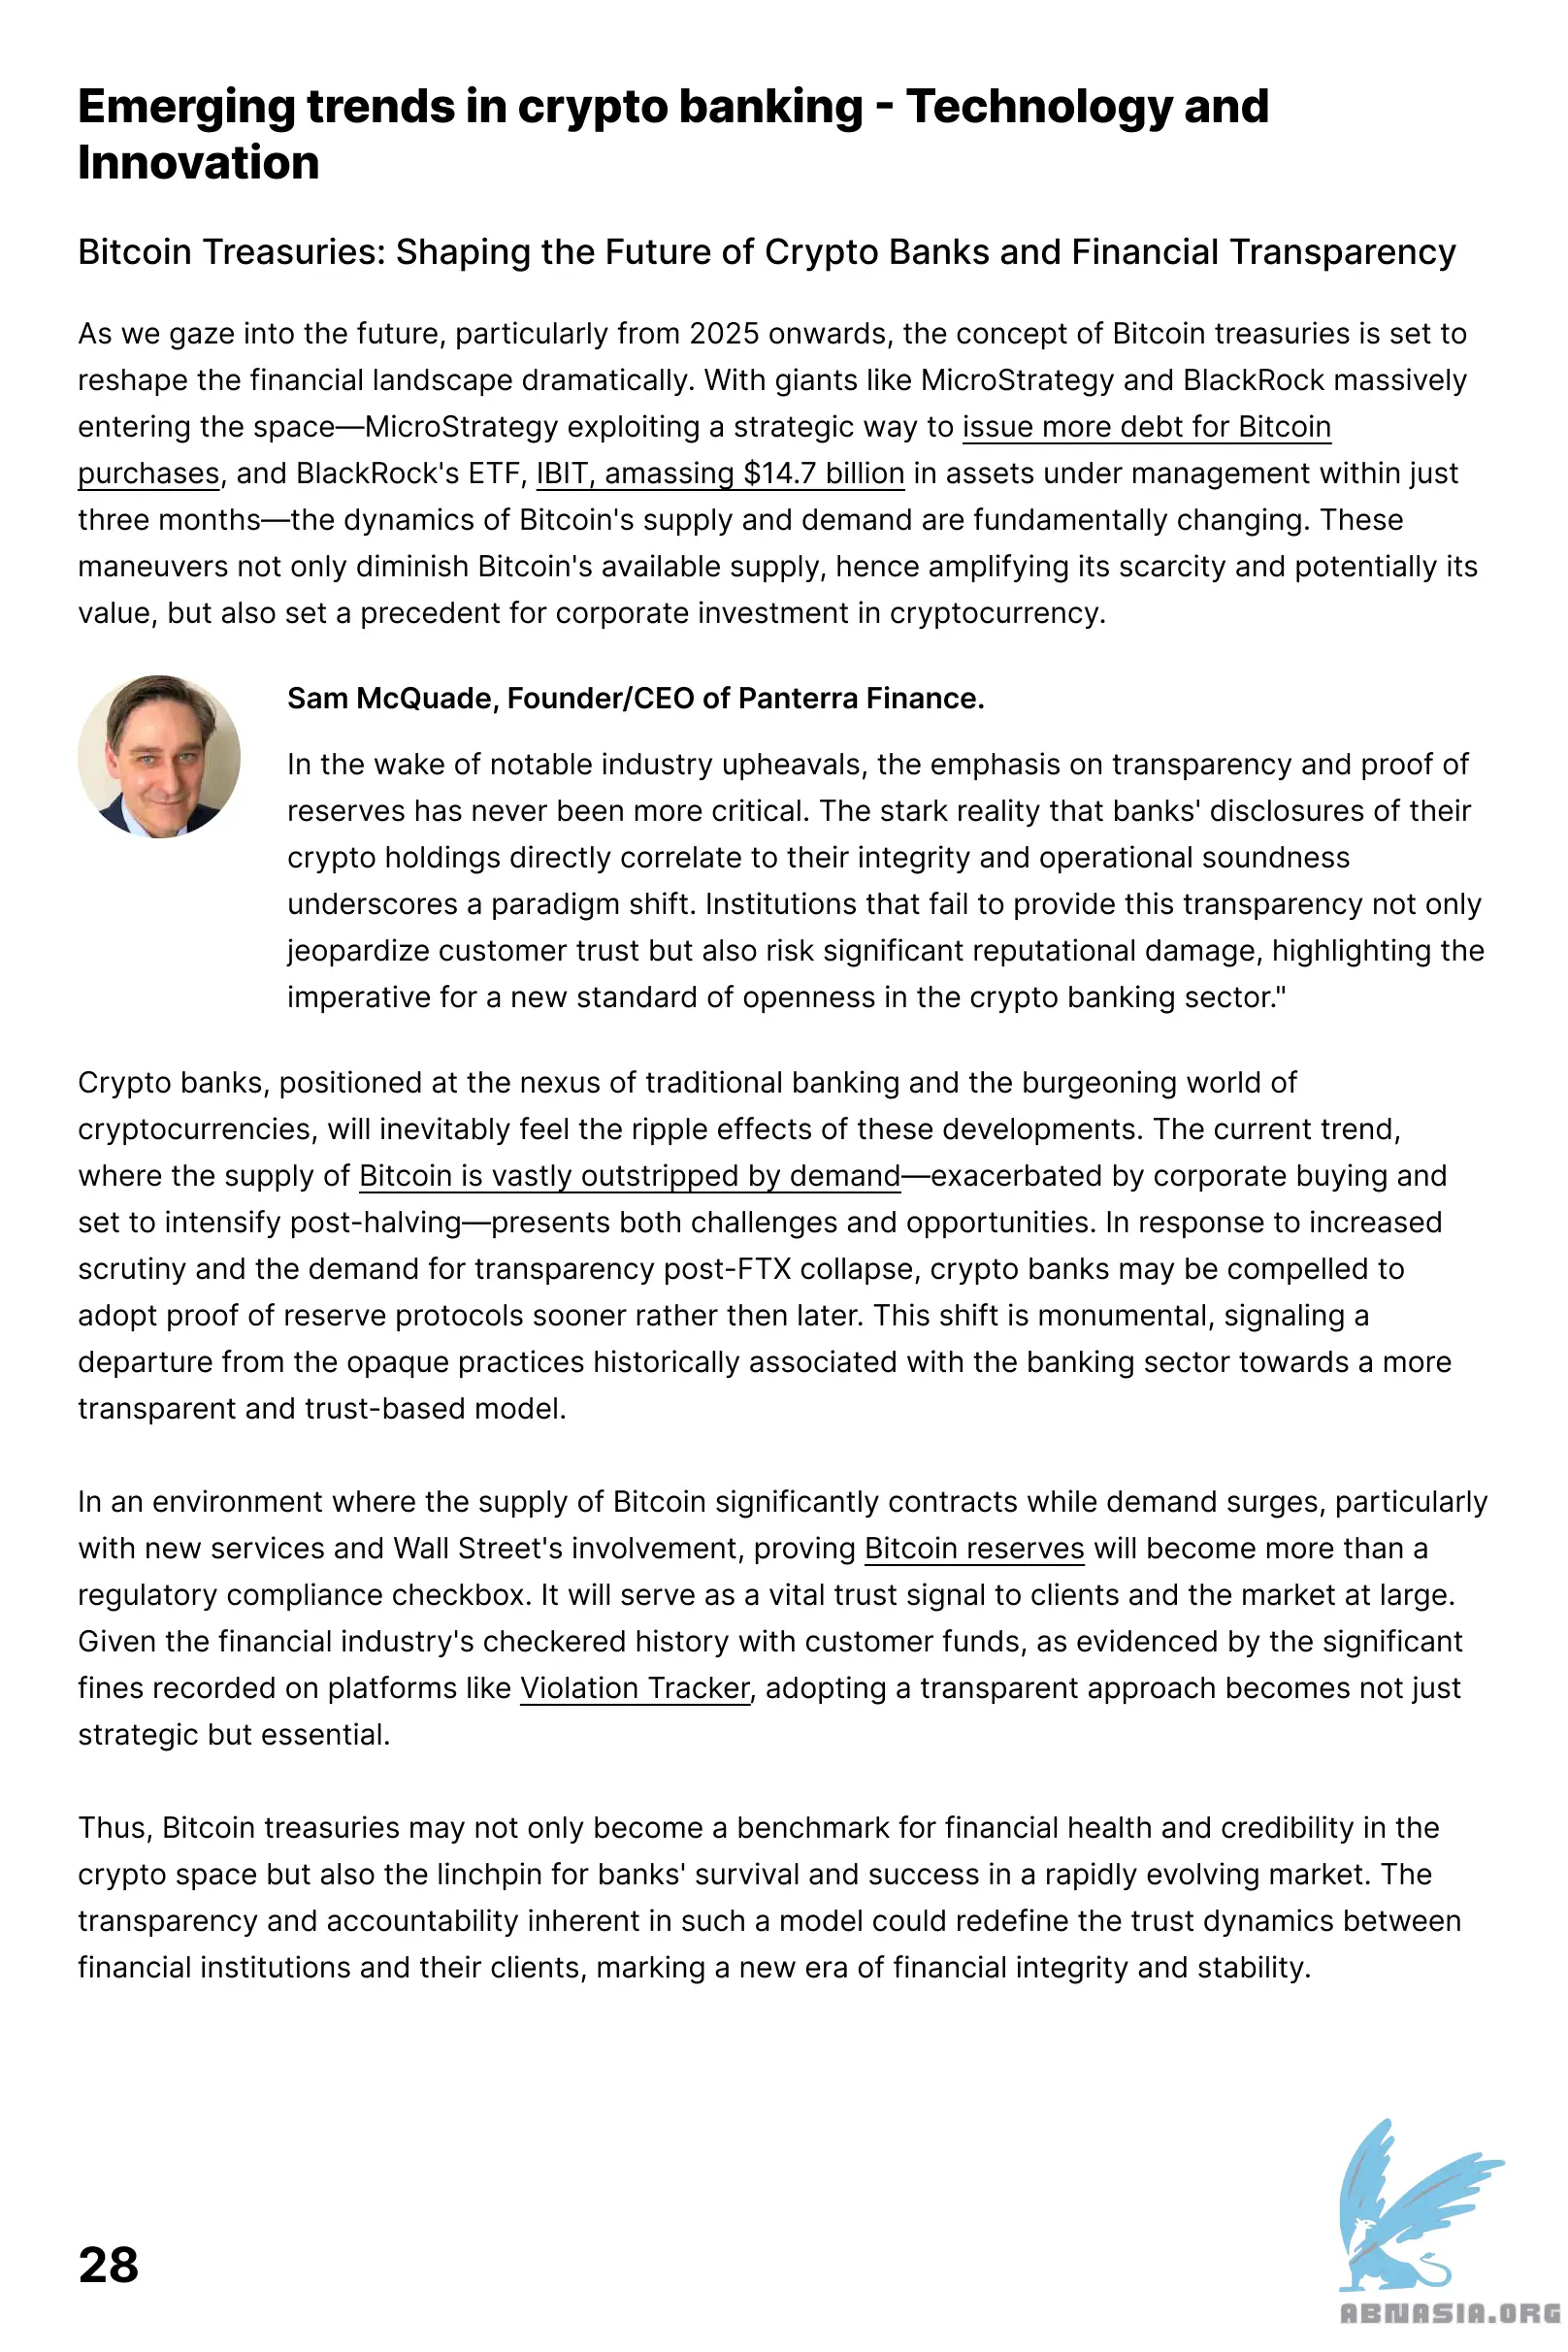 Emerging trends in crypto banking - Technology and
Innovation
Bitcoin Treasuries: Shaping the Future of Crypto Banks and Financial Transparency
As we gaze into the future, particularly from 2025 onwards, the concept of Bitcoin treasuries is set to
reshape the financial landscape dramatically. With giants like MicroStrategy and BlackRock massively
entering the space—MicroStrategy exploiting a strategic way to issue more debt for Bitcoin
purchases, and BlackRock's ETF, IBIT, amassing $14.7 billion in assets under management within just
three months—the dynamics of Bitcoin's supply and demand are fundamentally changing. These
maneuvers not only diminish Bitcoin's available supply, hence amplifying its scarcity and potentially its
value, but also set a precedent for corporate investment in cryptocurrency.
Sam McQuade, Founder/CEO of Panterra Finance.
In the wake of notable industry upheavals, the emphasis on transparency and proof of
reserves has never been more critical. The stark reality that banks' disclosures of their
crypto holdings directly correlate to their integrity and operational soundness
underscores a paradigm shift. Institutions that fail to provide this transparency not only
jeopardize customer trust but also risk significant reputational damage, highlighting the
imperative for a new standard of openness in the crypto banking sector."
Crypto banks, positioned at the nexus of traditional banking and the burgeoning world of
cryptocurrencies, will inevitably feel the ripple effects of these developments. The current trend,
where the supply of Bitcoin is vastly outstripped by demand—exacerbated by corporate buying and
set to intensify post-halving—presents both challenges and opportunities. In response to increased
scrutiny and the demand for transparency post-FTX collapse, crypto banks may be compelled to
adopt proof of reserve protocols sooner rather then later. This shift is monumental, signaling a
departure from the opaque practices historically associated with the banking sector towards a more
transparent and trust-based model.
In an environment where the supply of Bitcoin significantly contracts while demand surges, particularly
with new services and Wall Street's involvement, proving Bitcoin reserves will become more than a
regulatory compliance checkbox. It will serve as a vital trust signal to clients and the market at large.
Given the financial industry's checkered history with customer funds, as evidenced by the significant
fines recorded on platforms like Violation Tracker, adopting a transparent approach becomes not just
strategic but essential.
Thus, Bitcoin treasuries may not only become a benchmark for financial health and credibility in the
crypto space but also the linchpin for banks' survival and success in a rapidly evolving market. The
transparency and accountability inherent in such a model could redefine the trust dynamics between
financial institutions and their clients, marking a new era of financial integrity and stability.
28
ABNASIA.ORG